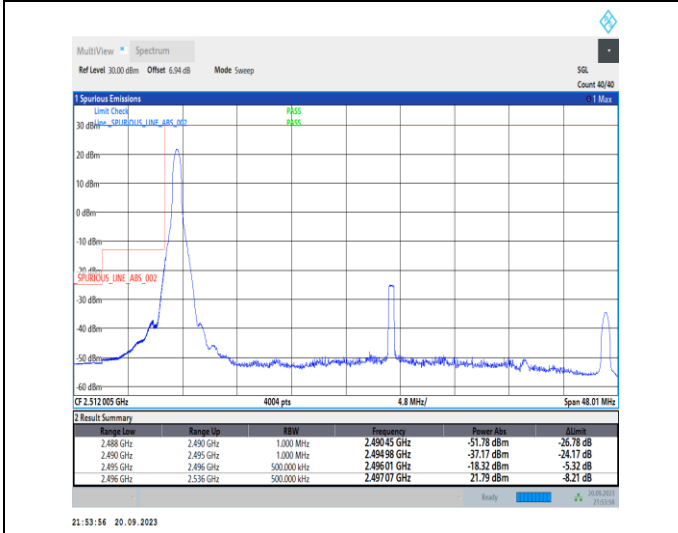 MultiView Spectrum
Ref Level 30.00 dBm Offset 6.94 dB Mode Sweep SGL
Count 40/40
1 Spurious Emissions 1 Max
Limit Check PASS
Line _SPURIOUS_LINE_ABS_002 PASS
30 dBm
20 dBm
10 dBm
0 dBm
-10 dBm
-20 dBm
SPURIOUS_LINE_ABS_002
-30 dBm
-40 dBm
-50 dBm
-60 dBm
CF 2.512 005 GHz 4004 pts 4.8 MHz/ Span 48.01 MHz
2 Result Summary
Range Low Range Up RBW Frequency Power Abs ΔLimit
2.488 GHz 2.490 GHz 1.000 MHz 2.49045 GHz -51.78 dBm -26.78 dB
2.490 GHz 2.495 GHz 1.000 MHz 2.49498 GHz -37.17 dBm -24.17 dB
2.495 GHz 2.496 GHz 500.000 kHz 2.49601 GHz -18.32 dBm -5.32 dB
2.496 GHz 2.536 GHz 500.000 kHz 2.49707 GHz 21.79 dBm -8.21 dB
Ready 20.09.2023
21:53:56
21:53:56 20.09.2023